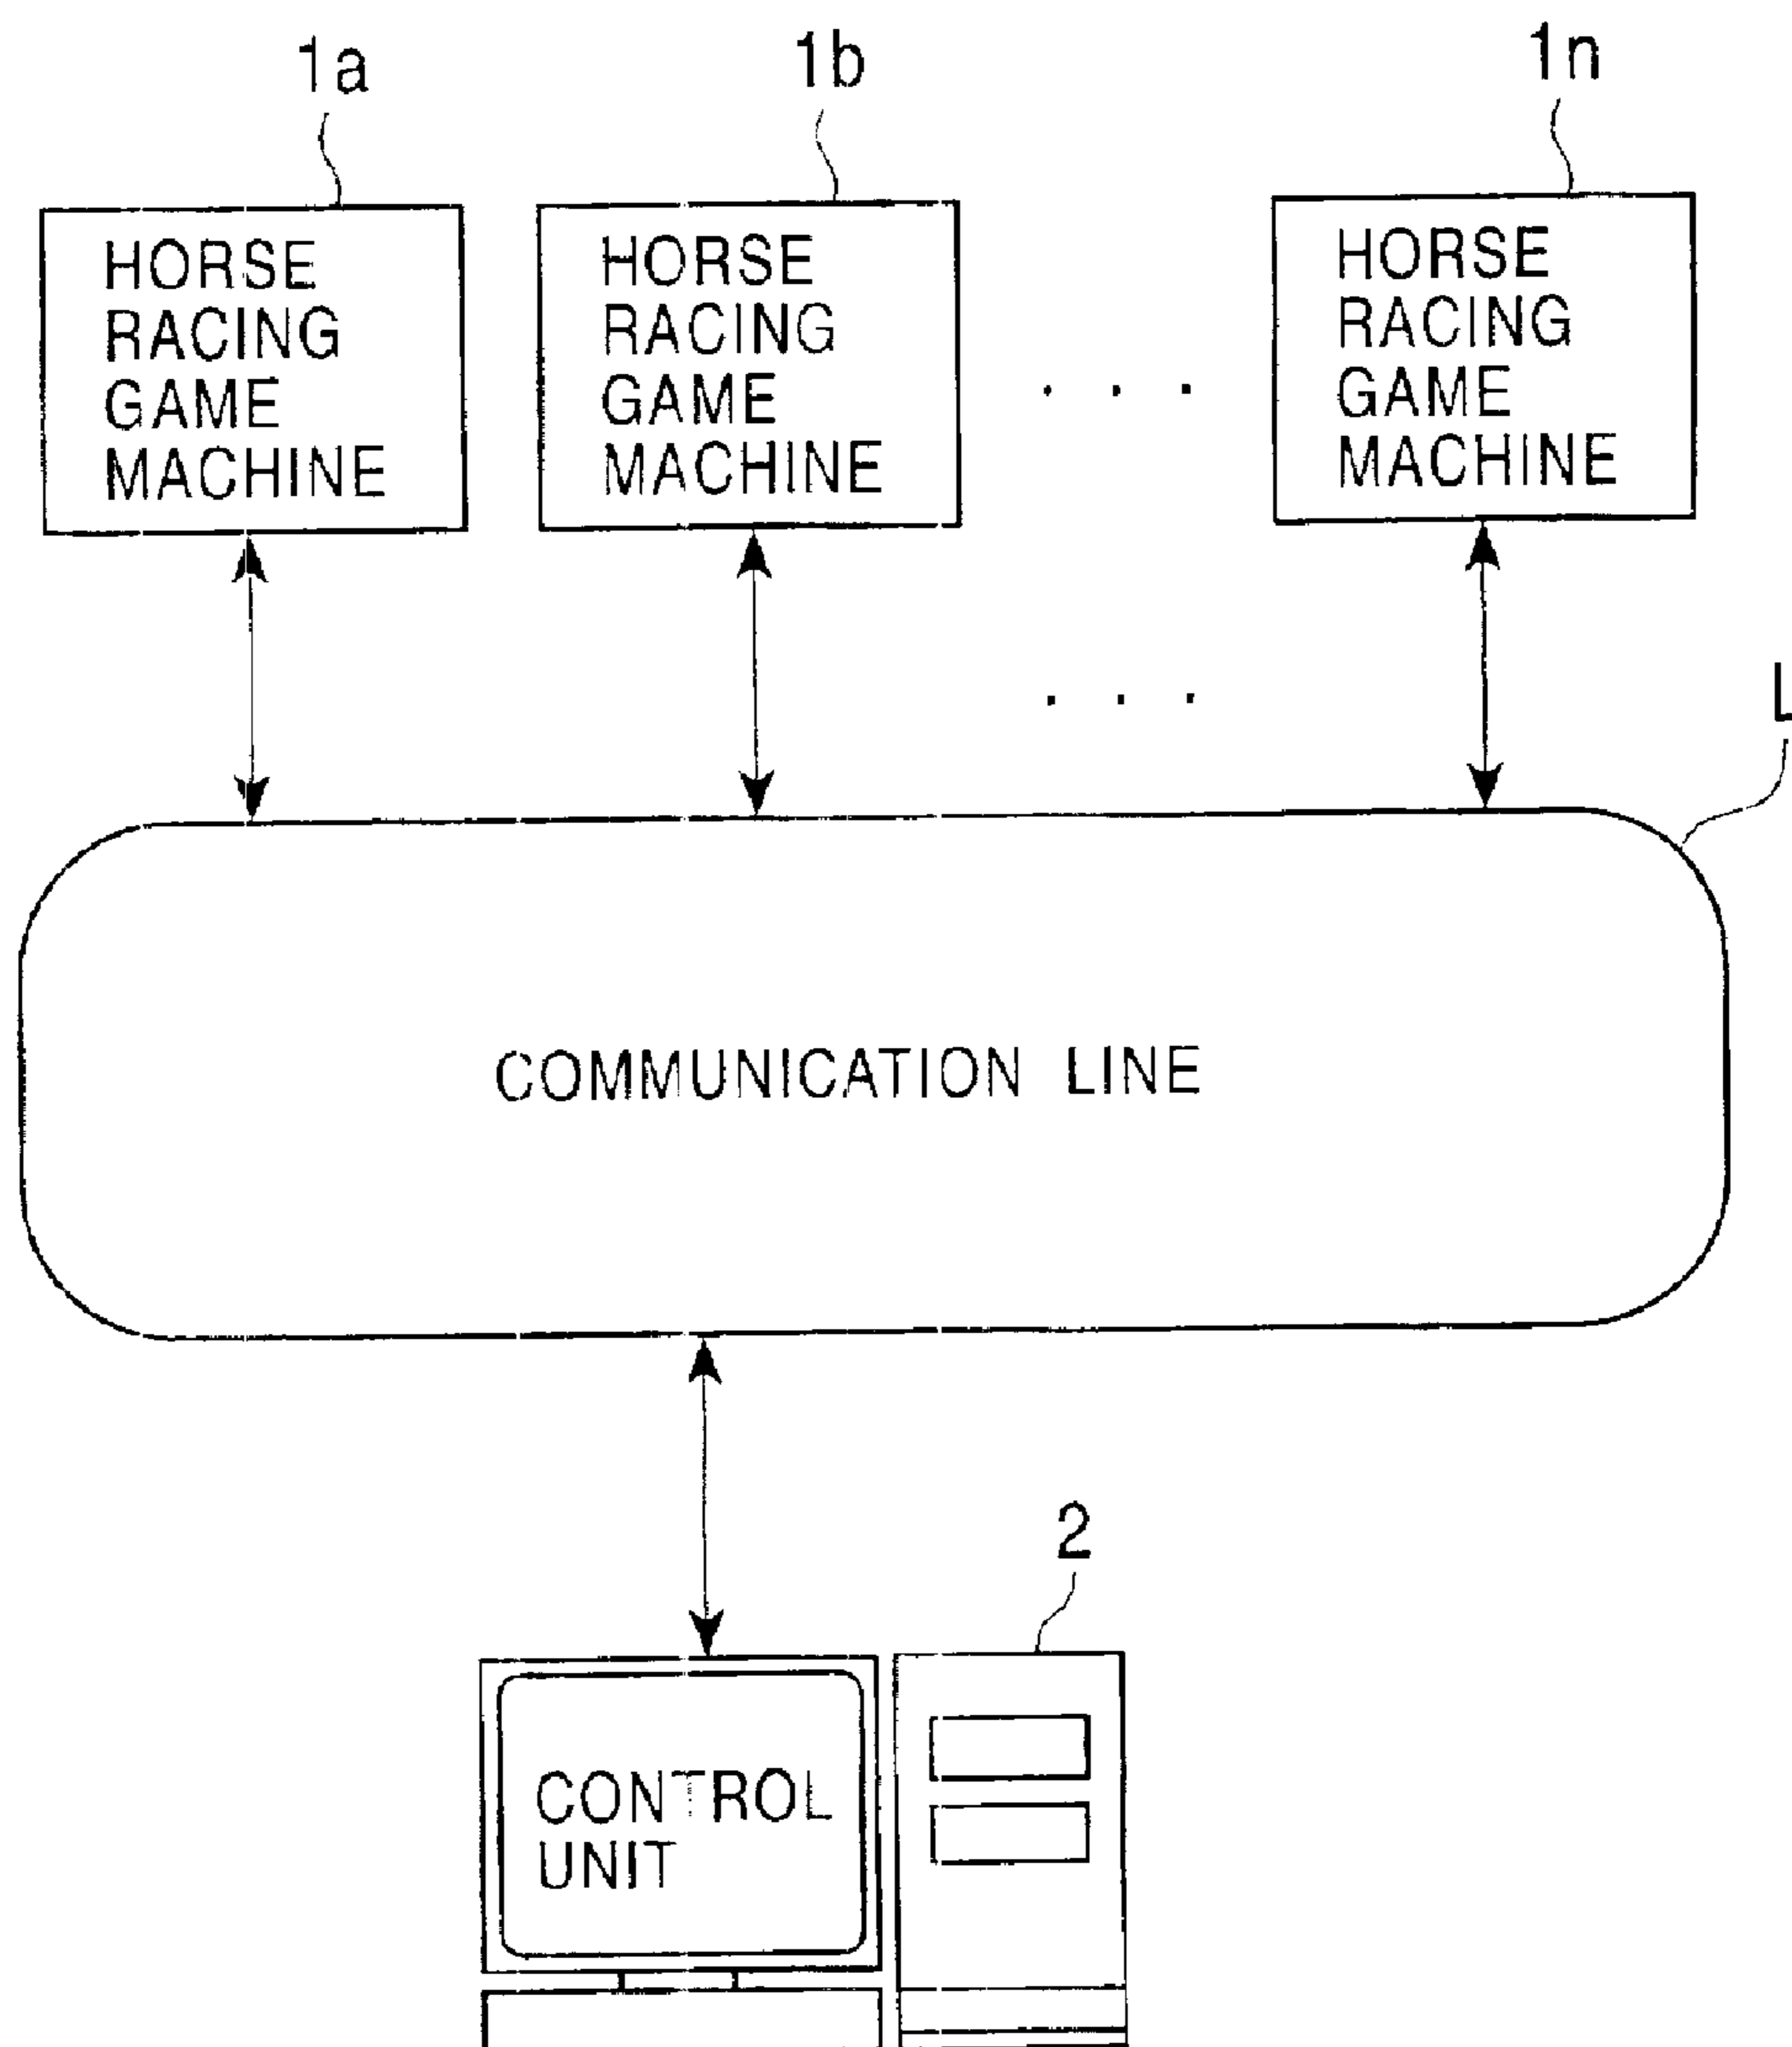 1a
1b
1n
HORSE
RACING
GAME
MACHINE
HORSE
RACING
GAME
MACHINE
. . .
HORSE
RACING
GAME
MACHINE
. . .
L
COMMUNICATION LINE
2
CONTROL
UNIT